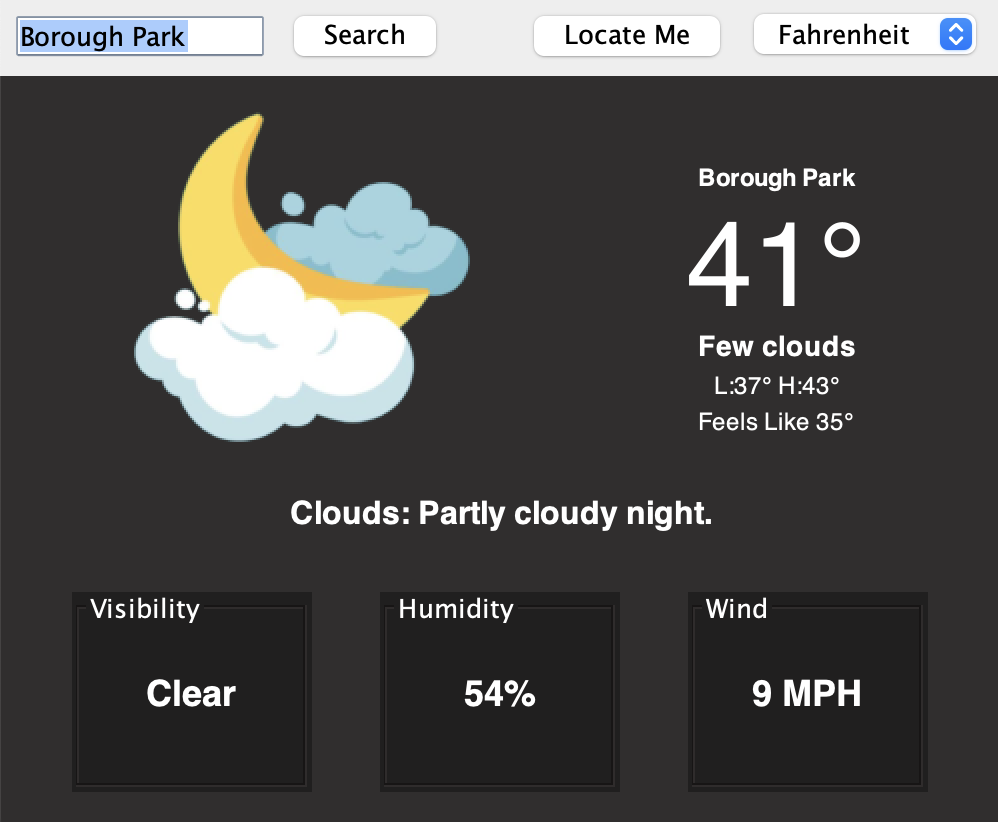 Borough Park Search Locate Me Fahrenheit
Borough Park
41°
Few clouds
L:37° H:43°
Feels Like 35°
Clouds: Partly cloudy night.
Visibility Humidity Wind
Clear 54% 9 MPH